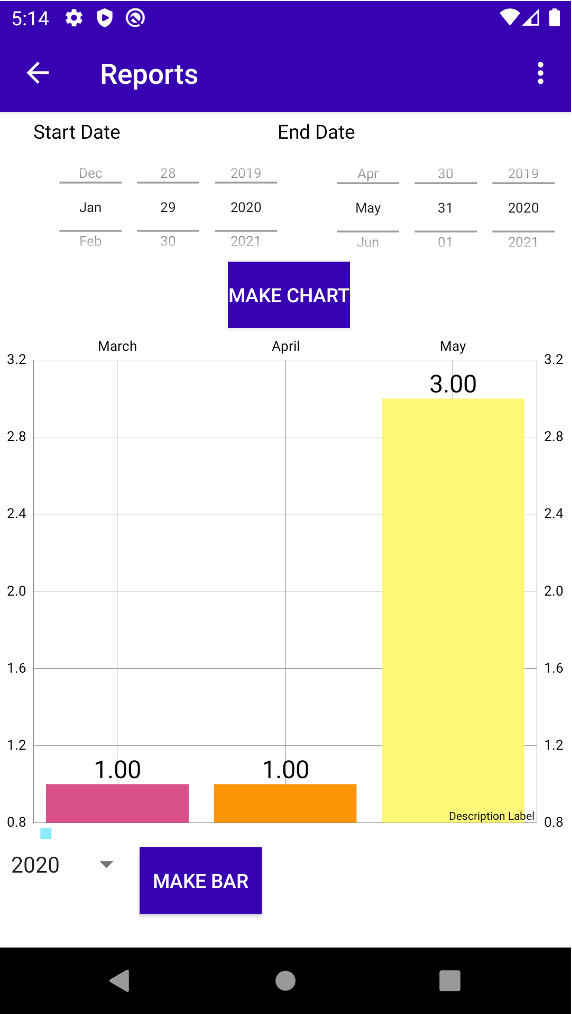 5:14
Reports
Start Date End Date
Dec 28 2019 Apr 30 2019
Jan 29 2020 May 31 2020
Feb 30 2021 Jun 01 2021
MAKE CHART
March April May
3.2 3.2
3.00
2.8 2.8
2.4 2.4
2.0 2.0
1.6 1.6
1.2 1.2
1.00 1.00
Description Label
0.8 0.8
2020
MAKE BAR